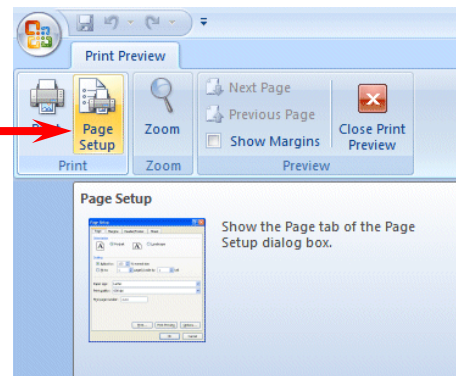 Print Preview
Next Page
Previous Page
Show Margins
Page
Setup
Zoom
Close Print
Preview
Print
Zoom
Preview
Page Setup
Show the Page tab of the Page
Setup dialog box.